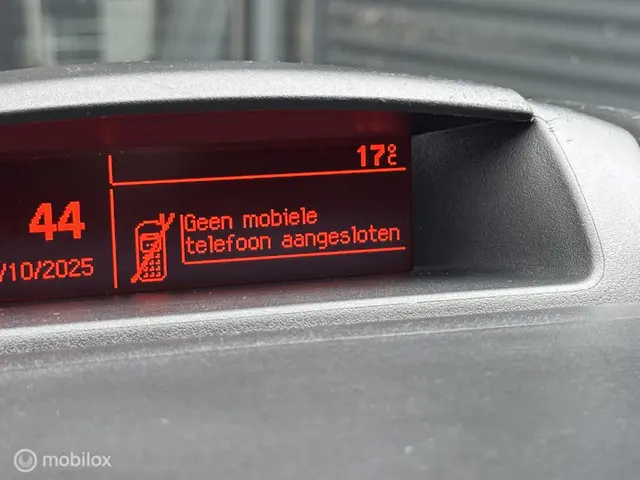 17°C
44
Geen mobiele
telefoon aangesloten
/10/2025
mobilox